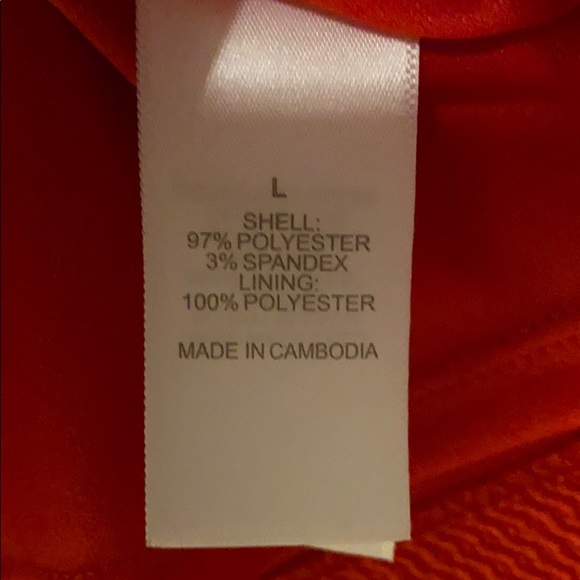 L
SHELL:
97% POLYESTER
3% SPANDEX
LINING:
100% POLYESTER
MADE IN CAMBODIA